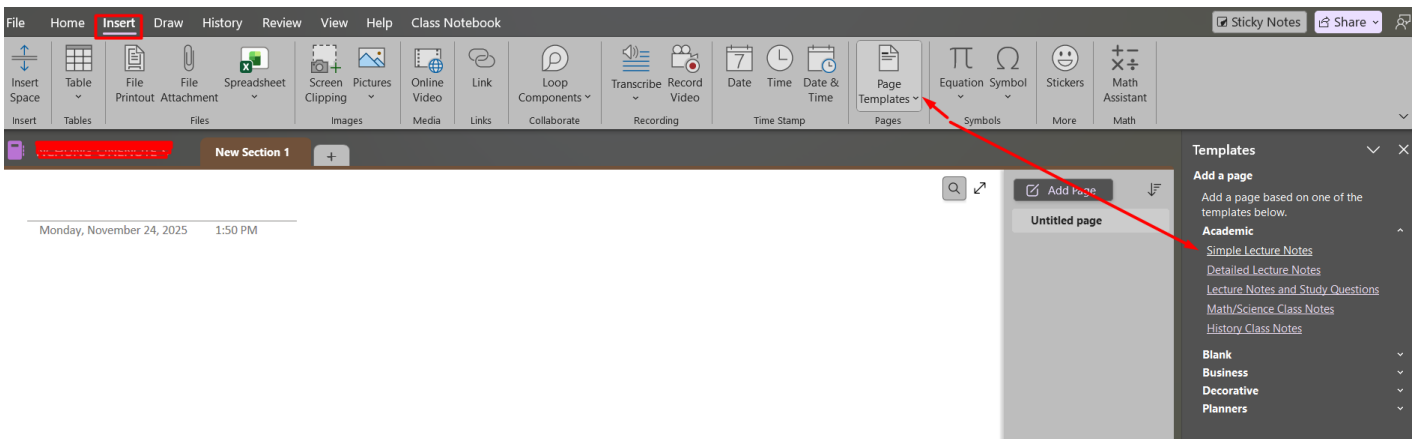 File Home Insert Draw History Review View Help Class Notebook Sticky Notes Share
Insert Space
Table
File Printout
File Attachment
Spreadsheet
Screen Clipping
Pictures
Online Video
Link
Loop Components
Transcribe
Record Video
7
Date
Time
Date & Time
Page Templates
Equation
Symbol
Stickers
Math Assistant
Insert Tables Files Images Media Links Collaborate Recording Time Stamp Pages Symbols More Math
New Section 1
Monday, November 24, 2025 1:50 PM
Add Page
Untitled page
Templates
Add a page
Add a page based on one of the
templates below.
Academic
Simple Lecture Notes
Detailed Lecture Notes
Lecture Notes and Study Questions
Math/Science Class Notes
History Class Notes
Blank
Business
Decorative
Planners